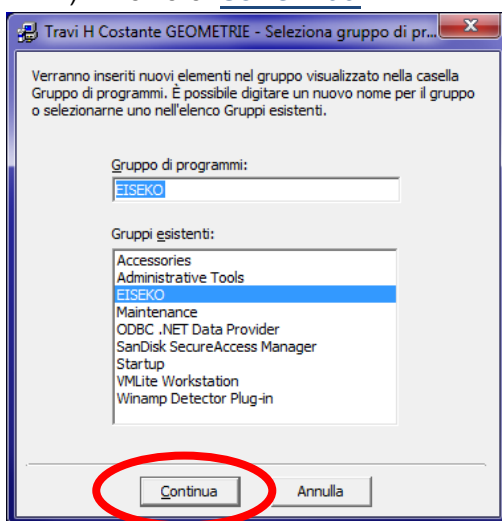 Travi H Costante GEOMETRIE - Seleziona gruppo di pr...
Verranno inseriti nuovi elementi nel gruppo visualizzato nella casella
Gruppo di programmi. È possibile digitare un nuovo nome per il gruppo
o selezionarne uno nell'elenco Gruppi esistenti.
Gruppo di programmi:
EISEKO
Gruppi esistenti:
Accessories
Administrative Tools
EISEKO
Maintenance
ODBC .NET Data Provider
SanDisk SecureAccess Manager
Startup
VMLite Workstation
Winamp Detector Plug-in
Continua
Annulla